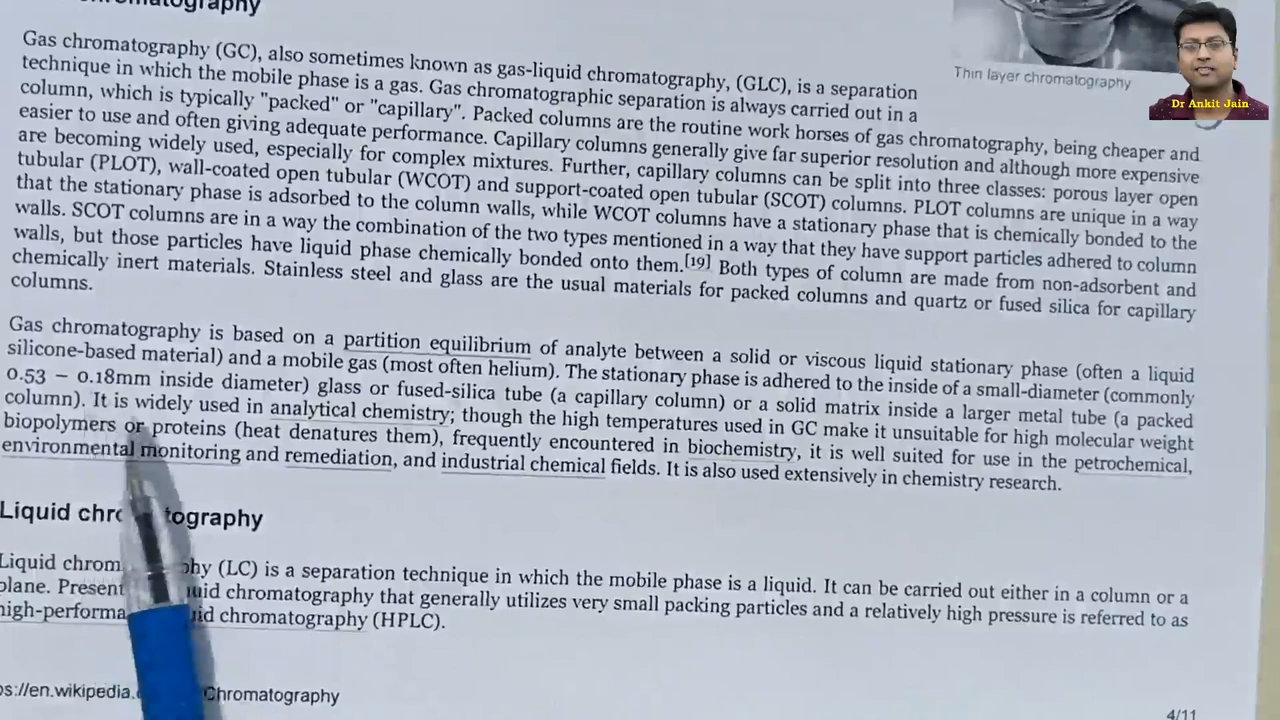 Thin layer chromatography
Dr Ankit Jain
Gas chromatography (GC), also sometimes known as gas-liquid chromatography, (GLC), is a separation
technique in which the mobile phase is a gas. Gas chromatographic separation is always carried out in a
column, which is typically "packed" or "capillary". Packed columns are the routine work horses of gas chromatography, being cheaper and
easier to use and often giving adequate performance. Capillary columns generally give far superior resolution and although more expensive
are becoming widely used, especially for complex mixtures. Further, capillary columns can be split into three classes: porous layer open
tubular (PLOT), wall-coated open tubular (WCOT) and support-coated open tubular (SCOT) columns. PLOT columns are unique in a way
that the stationary phase is adsorbed to the column walls, while WCOT columns have a stationary phase that is chemically bonded to the
walls. SCOT columns are in a way the combination of the two types mentioned in a way that they have support particles adhered to column
walls, but those particles have liquid phase chemically bonded onto them.[19] Both types of column are made from non-adsorbent and
chemically inert materials. Stainless steel and glass are the usual materials for packed columns and quartz or fused silica for capillary
columns.
Gas chromatography is based on a partition equilibrium of analyte between a solid or viscous liquid stationary phase (often a liquid
silicone-based material) and a mobile gas (most often helium). The stationary phase is adhered to the inside of a small-diameter (commonly
0.53 – 0.18mm inside diameter) glass or fused-silica tube (a capillary column) or a solid matrix inside a larger metal tube (a packed
column). It is widely used in analytical chemistry; though the high temperatures used in GC make it unsuitable for high molecular weight
biopolymers or proteins (heat denatures them), frequently encountered in biochemistry, it is well suited for use in the petrochemical,
environmental monitoring and remediation, and industrial chemical fields. It is also used extensively in chemistry research.
Liquid tography
Liquid (LC) is a separation technique in which the mobile phase is a liquid. It can be carried out either in a column or a
plane. chromatography that generally utilizes very small packing particles and a relatively high pressure is referred to as
chromatography (HPLC).
Chromatography
4/11